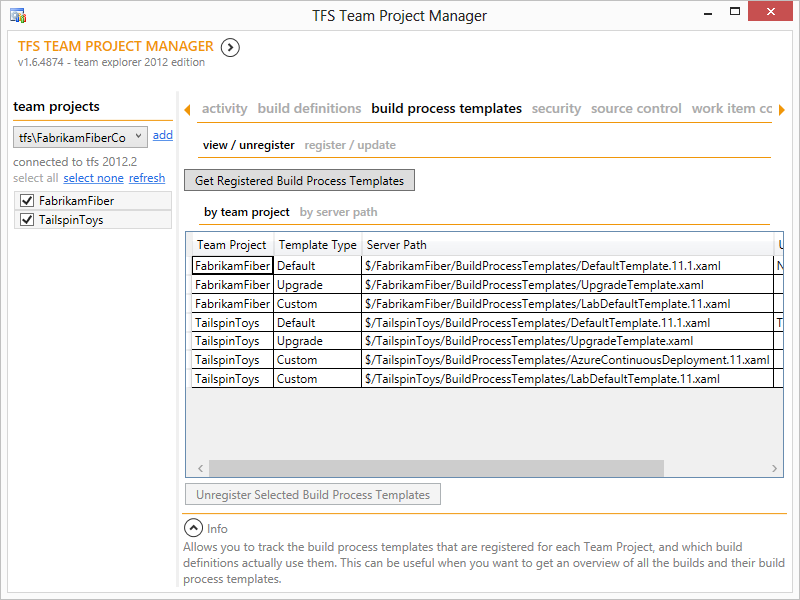 TFS Team Project Manager
TFS TEAM PROJECT MANAGER
v1.6.4874 - team explorer 2012 edition
team projects
tfs\FabrikamFiberCo add
connected to tfs 2012.2
select all select none refresh
FabrikamFiber
TailspinToys
activity build definitions build process templates security source control work item cc
view / unregister register / update
Get Registered Build Process Templates
by team project by server path
Team Project Template Type Server Path
FabrikamFiber Default $/FabrikamFiber/BuildProcessTemplates/DefaultTemplate.11.1.xaml
FabrikamFiber Upgrade $/FabrikamFiber/BuildProcessTemplates/UpgradeTemplate.xaml
FabrikamFiber Custom $/FabrikamFiber/BuildProcessTemplates/LabDefaultTemplate.11.xaml
TailspinToys Default $/TailspinToys/BuildProcessTemplates/DefaultTemplate.11.1.xaml
TailspinToys Upgrade $/TailspinToys/BuildProcessTemplates/UpgradeTemplate.xaml
TailspinToys Custom $/TailspinToys/BuildProcessTemplates/AzureContinuousDeployment.11.xaml
TailspinToys Custom $/TailspinToys/BuildProcessTemplates/LabDefaultTemplate.11.xaml
Unregister Selected Build Process Templates
Info
Allows you to track the build process templates that are registered for each Team Project, and which build
definitions actually use them. This can be useful when you want to get an overview of all the builds and their build
process templates.